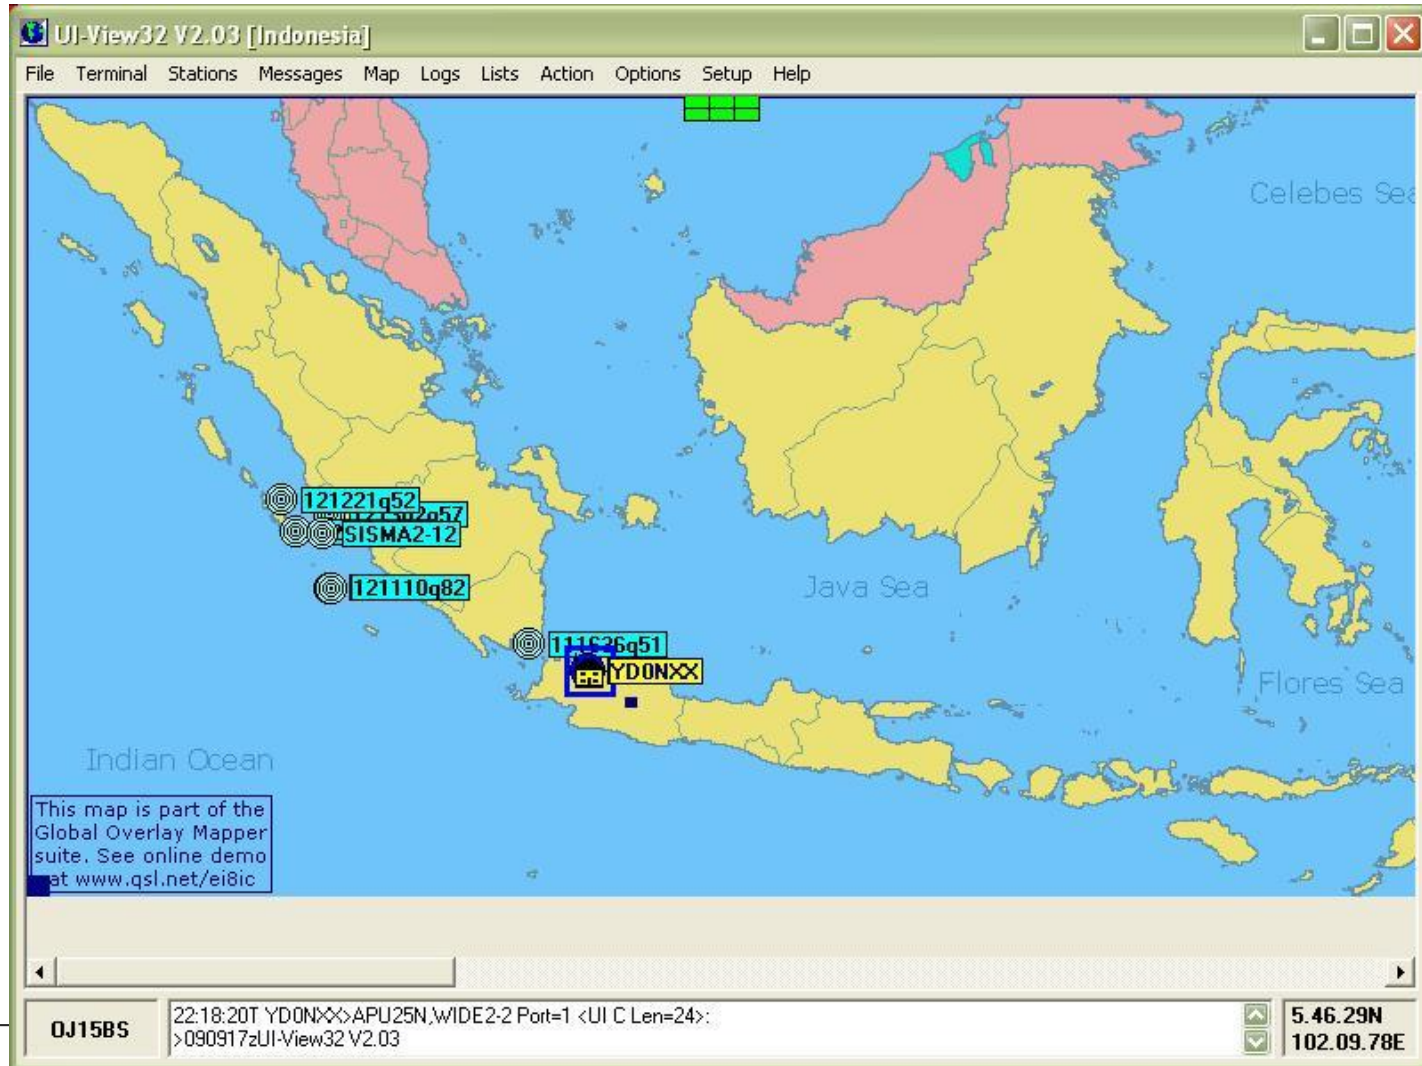 UI-View32 V2.03 [Indonesia]
File Terminal Stations Messages Map Logs Lists Action Options Setup Help
Celebes Sea
121221q52
SISMA2-12
121110q82
Java Sea
111636q51
YD0NXX
Flores Sea
Indian Ocean
This map is part of the
Global Overlay Mapper
suite. See online demo
at www.qsl.net/ei8ic
OJ15BS
22:18:20T YD0NXX>APU25N,WIDE2-2 Port=1 <UI C Len=24>:
>090917zUI-View32 V2.03
5.46.29N
102.09.78E